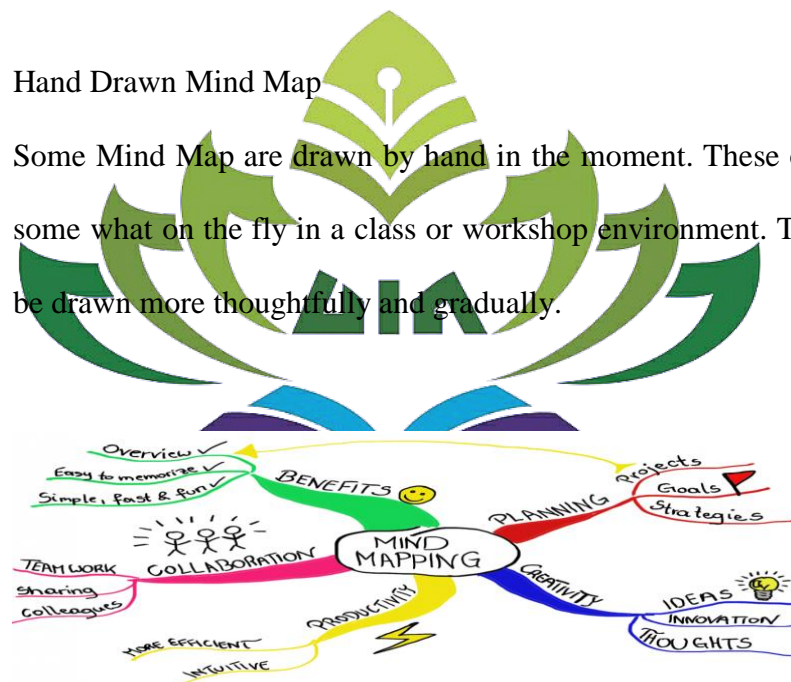 Hand Drawn Mind Map
Some Mind Map are drawn by hand in the moment. These
some what on the fly in a class or workshop environment.
be drawn more thoughtfully and gradually.
UIN
Overview
Easy to memorize
Simple, fast & fun
BENEFITS
PLANNING
Projects
Goals
Strategies
MIND
MAPPING
COLLABORATION
TEAMWORK
sharing
colleagues
PRODUCTIVITY
MORE EFFICIENT
INTUITIVE
CREATIVITY
IDEAS
INNOVATION
THOUGHTS